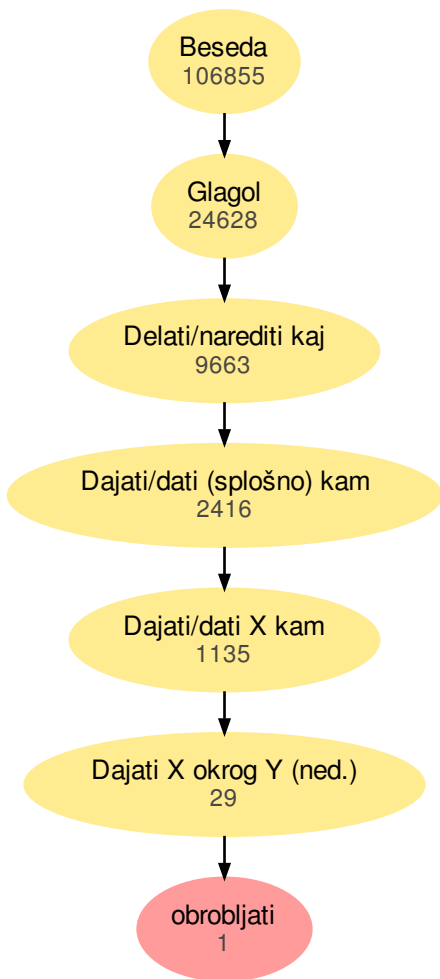 Beseda
106855
Glagol
24628
Delati/narediti kaj
9663
Dajati/dati (splošno) kam
2416
Dajati/dati X kam
1135
Dajati X okrog Y (ned.)
29
obrobljati
1